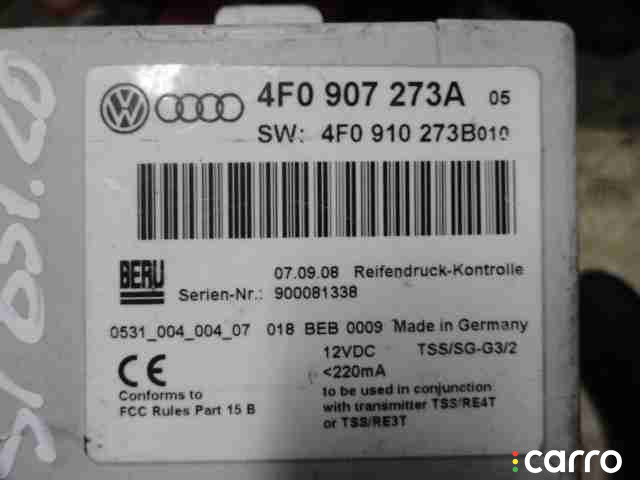 4F0 907 273A 05
SW: 4F0 910 273B010
BERU
07.09.08 Reifendruck-Kontrolle
Serien-Nr.: 900081338
0531_004_004_07 018 BEB 0009 Made in Germany
12VDC TSS/SG-G3/2
CE <220mA
Conforms to
FCC Rules Part 15 B
to be used in conjunction
with transmitter TSS/RE4T
or TSS/RE3T
carro